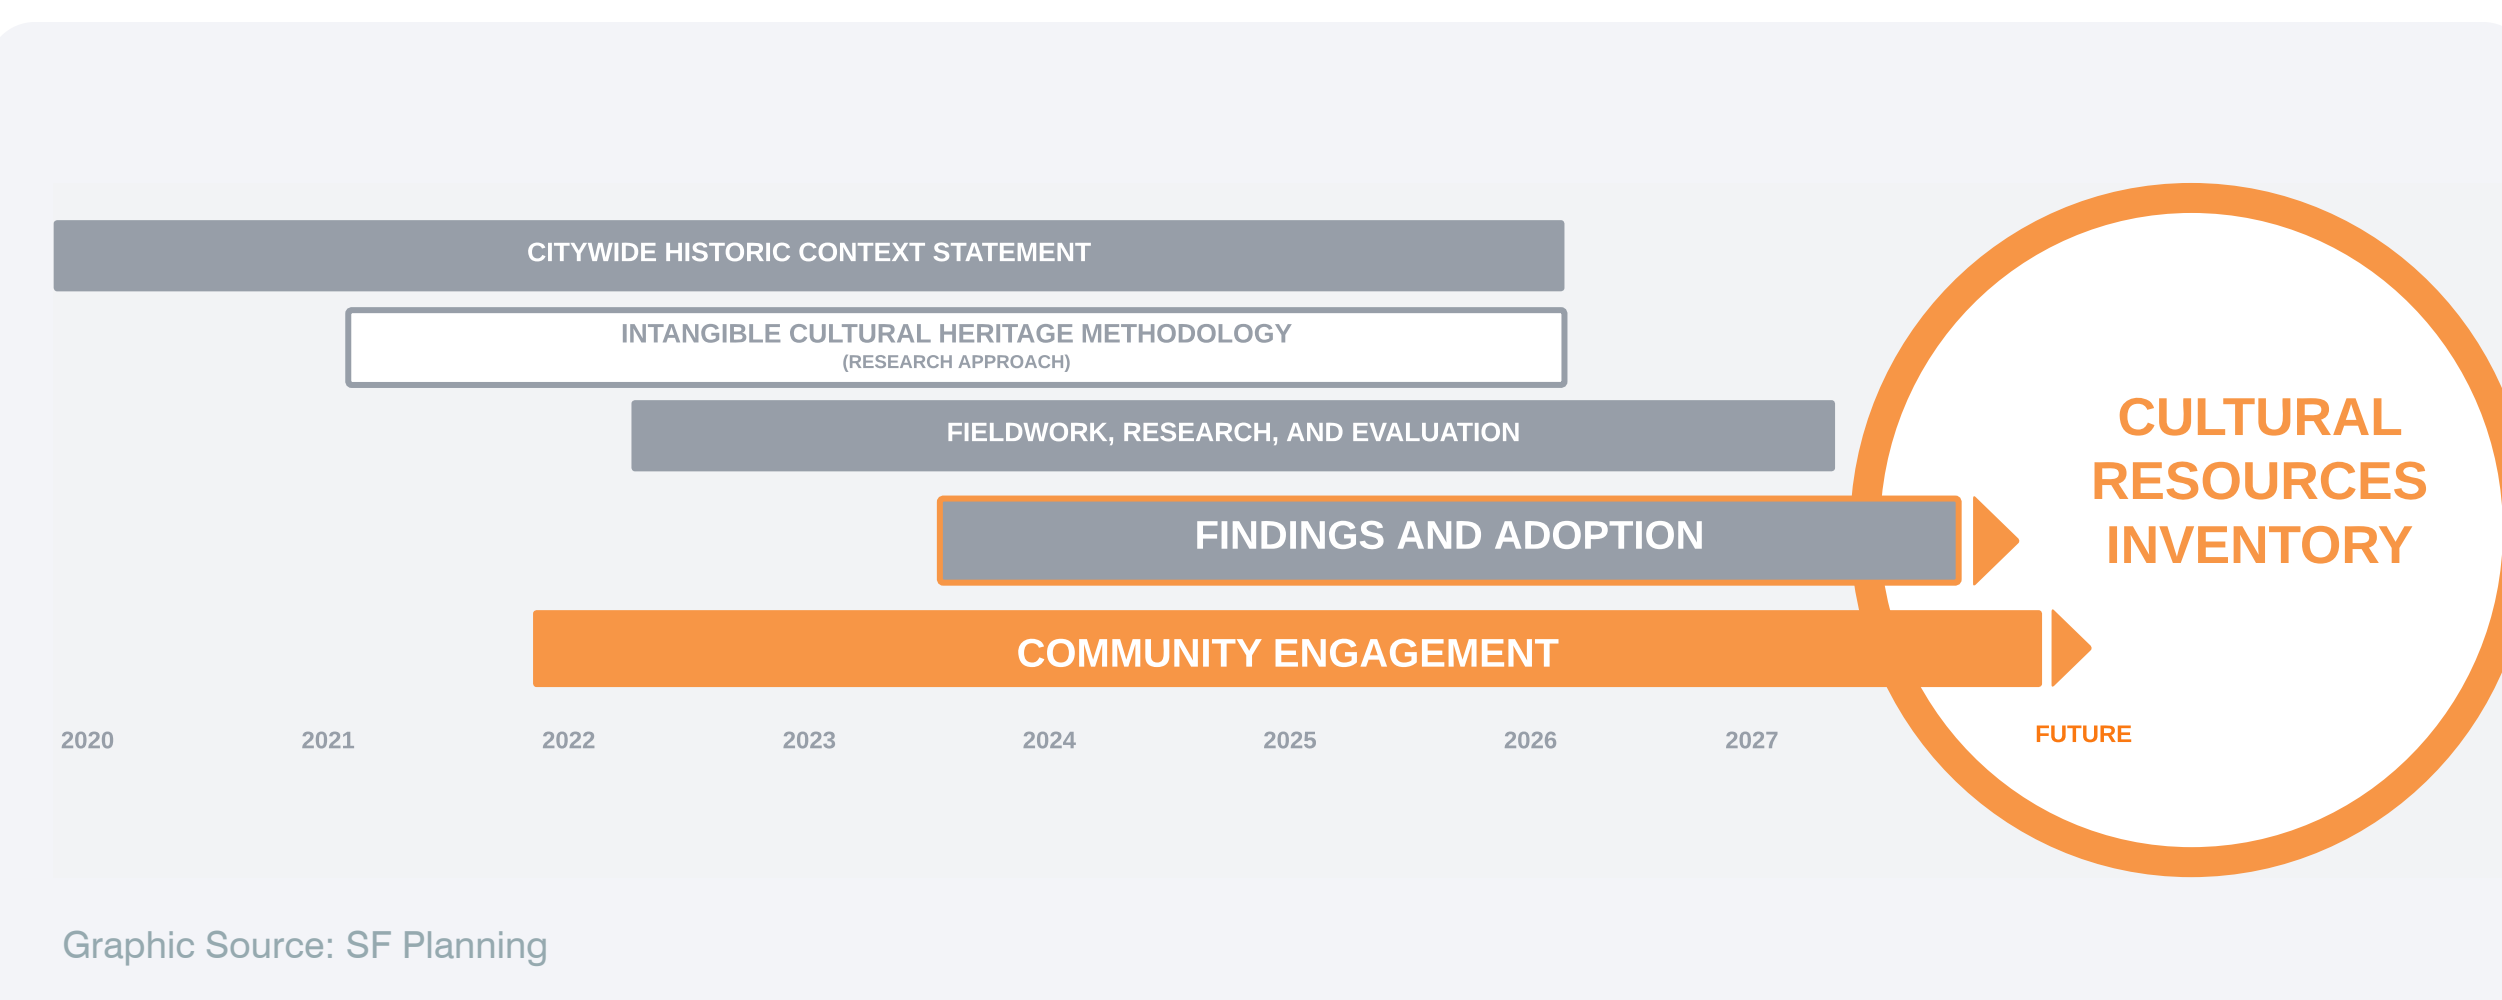 CITYWIDE HISTORIC CONTEXT STATEMENT
INTANGIBLE CULTURAL HERITAGE METHODOLOGY
(RESEARCH APPROACH)
FIELDWORK, RESEARCH, AND EVALUATION
FINDINGS AND ADOPTION
COMMUNITY ENGAGEMENT
CULTURAL
RESOURCES
INVENTORY
2020 2021 2022 2023 2024 2025 2026 2027 FUTURE
Graphic Source: SF Planning